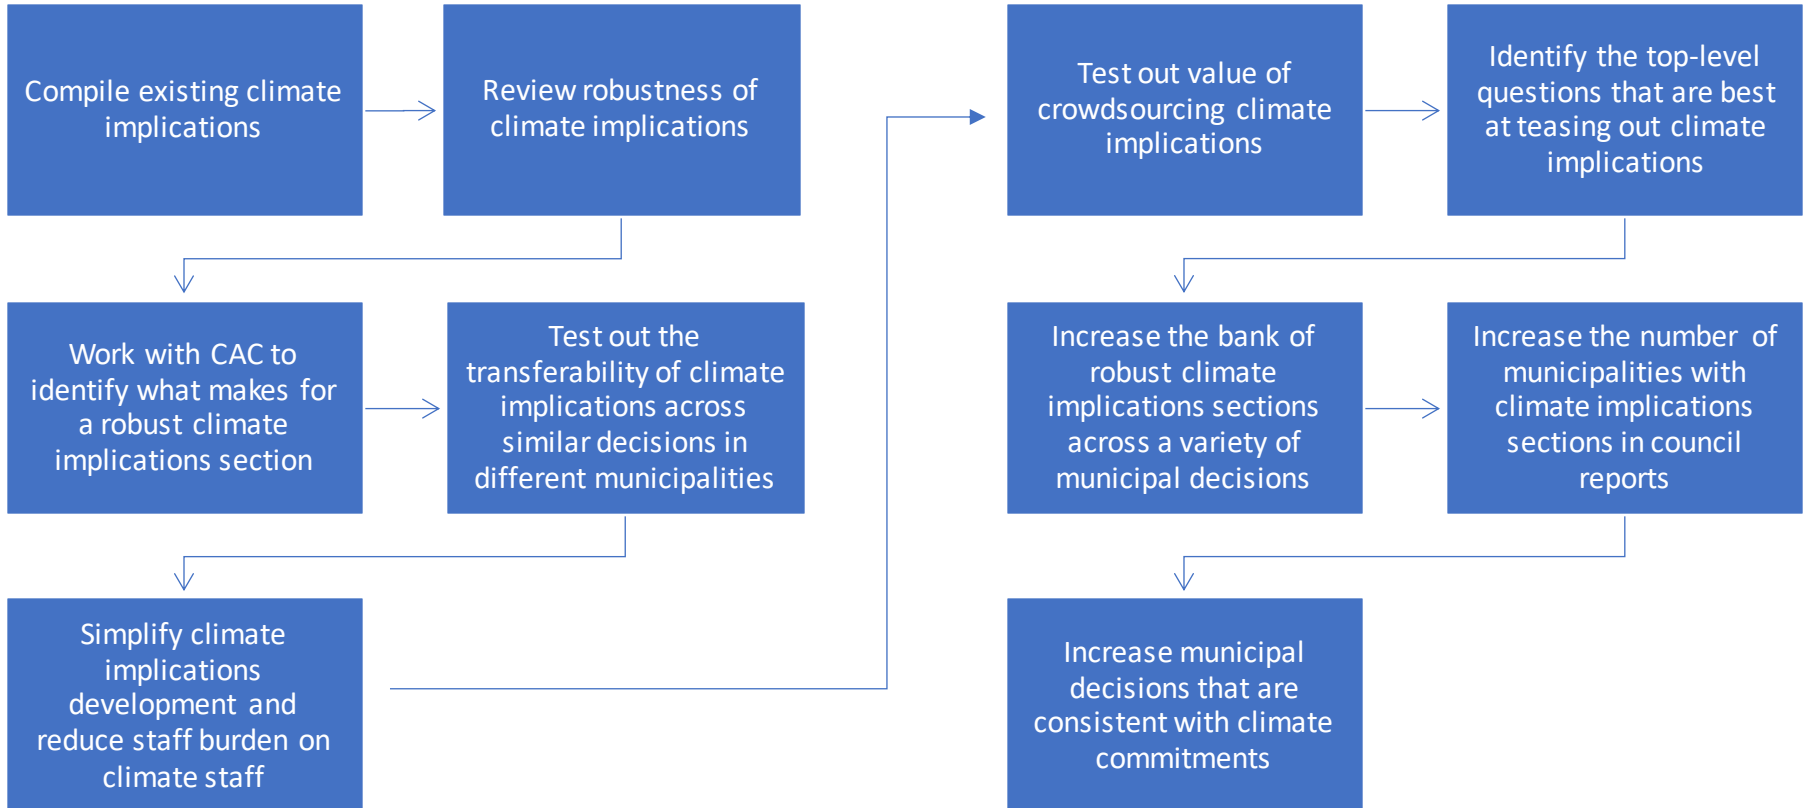 Compile existing climate
implications
Review robustness of
climate implications
Work with CAC to
identify what makes for
a robust climate
implications section
Test out the
transferability of climate
implications across
similar decisions in
different municipalities
Simplify climate
implications
development and
reduce staff burden on
climate staff
Test out value of
crowdsourcing climate
implications
Identify the top-level
questions that are best
at teasing out climate
implications
Increase the bank of
robust climate
implications sections
across a variety of
municipal decisions
Increase the number of
municipalities with
climate implications
sections in council
reports
Increase municipal
decisions that are
consistent with climate
commitments